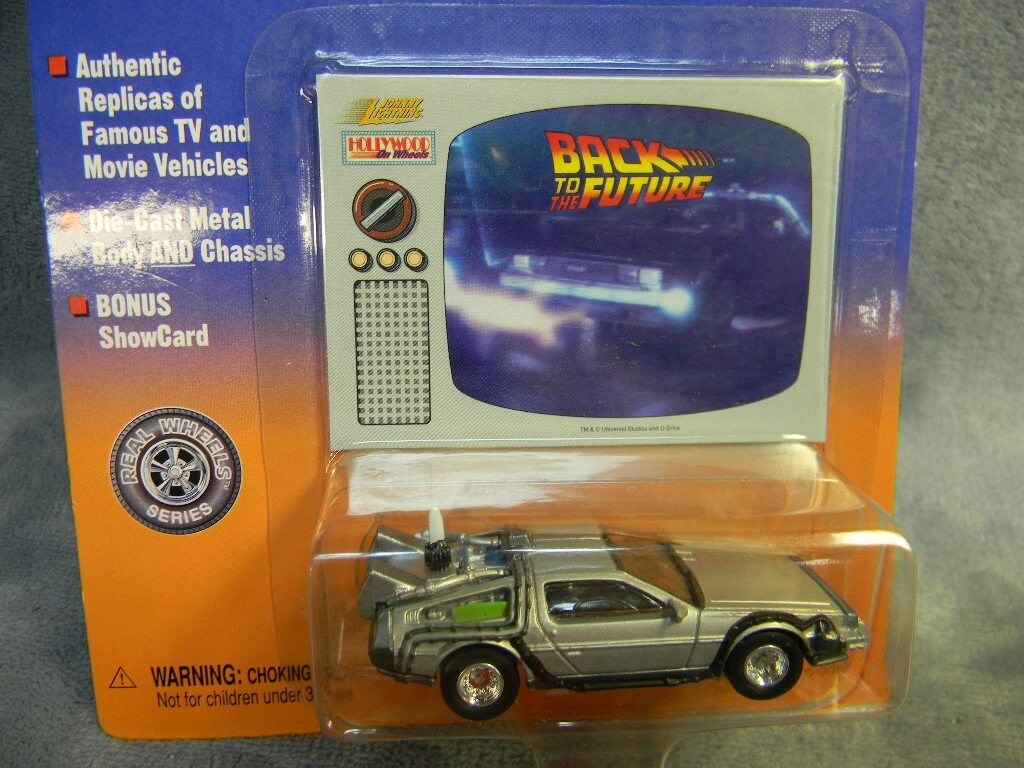 Authentic
Replicas of
Famous TV and
Movie Vehicles
Die-Cast Metal
Body AND Chassis
BONUS
ShowCard
REAL WHEELS
SERIES
WARNING: CHOKING
Not for children under 3
JOHNNY
LIGHTNING
HOLLYWOOD
On Wheels
BACK
TO THE FUTURE
TM & © Universal Studios and U-Drive